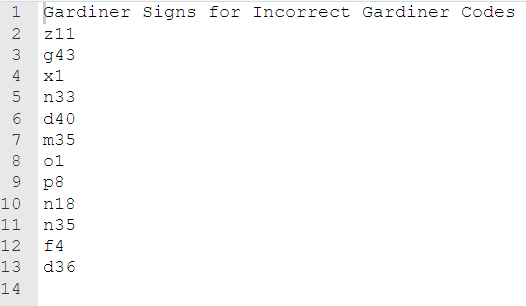 1 Gardiner Signs for Incorrect Gardiner Codes
2 z11
3 g43
4 x1
5 n33
6 d40
7 m35
8 o1
9 p8
10 n18
11 n35
12 f4
13 d36
14